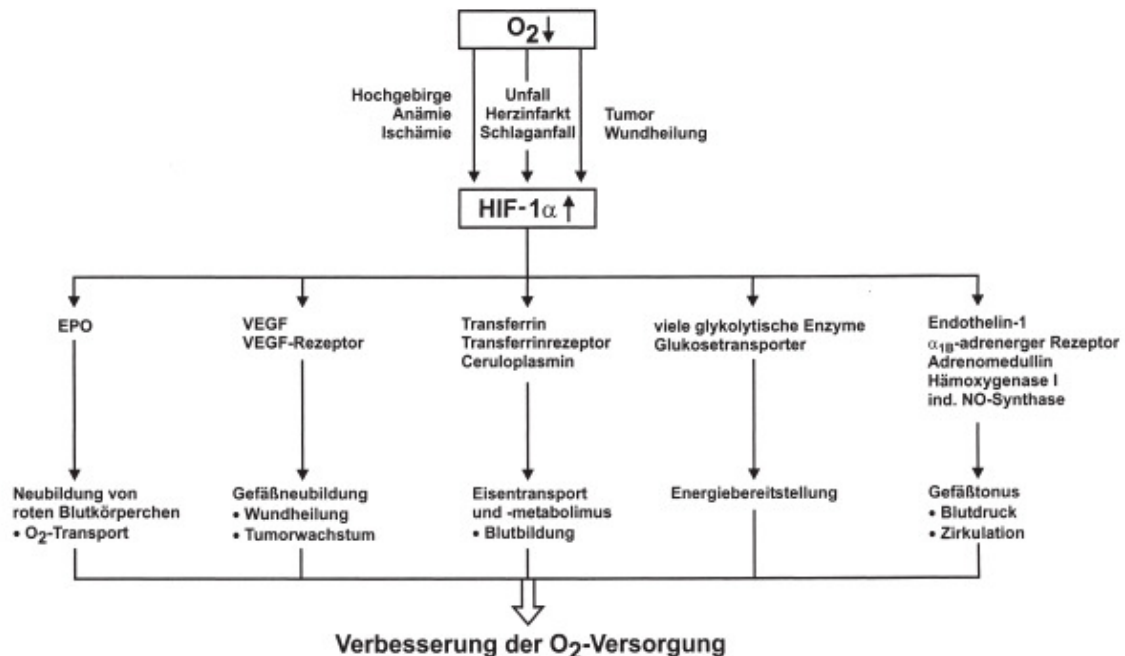 O2↓
Hochgebirge
Anämie
Ischämie
Unfall
Herzinfarkt
Schlaganfall
Tumor
Wundheilung
HIF-1α↑
EPO
VEGF
VEGF-Rezeptor
Transferrin
Transferrinrezeptor
Ceruloplasmin
viele glykolytische Enzyme
Glukosetransporter
Endothelin-1
α1B-adrenerger Rezeptor
Adrenomedullin
Hämoxygenase I
ind. NO-Synthase
Neubildung von
roten Blutkörperchen
• O2-Transport
Gefäßneubildung
• Wundheilung
• Tumorwachstum
Eisentransport
und -metabolimus
• Blutbildung
Energiebereitstellung
Gefäßtonus
• Blutdruck
• Zirkulation
Verbesserung der O2-Versorgung